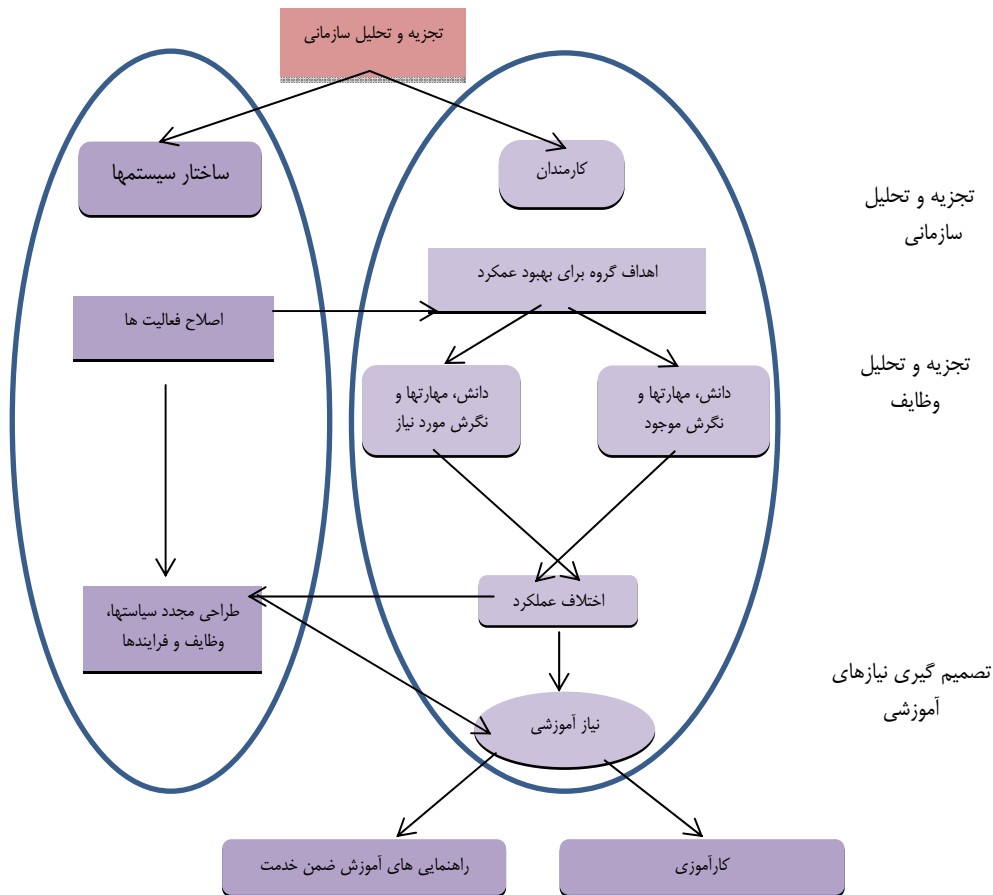 تجزیه و تحلیل سازمانی
ساختار سیستمها
کارمندان
تجزیه و تحلیل
سازمانی
اهداف گروه برای بهبود عمکرد
اصلاح فعالیت ها
تجزیه و تحلیل
وظایف
دانش، مهارتها و
نگرش موجود
دانش، مهارتها و
نگرش مورد نیاز
اختلاف عملکرد
طراحی مجدد سیاستها،
وظایف و فرایندها
تصمیم گیری نیازهای
آموزشی
نیاز آموزشی
کارآموزی
راهنمایی های آموزش ضمن خدمت